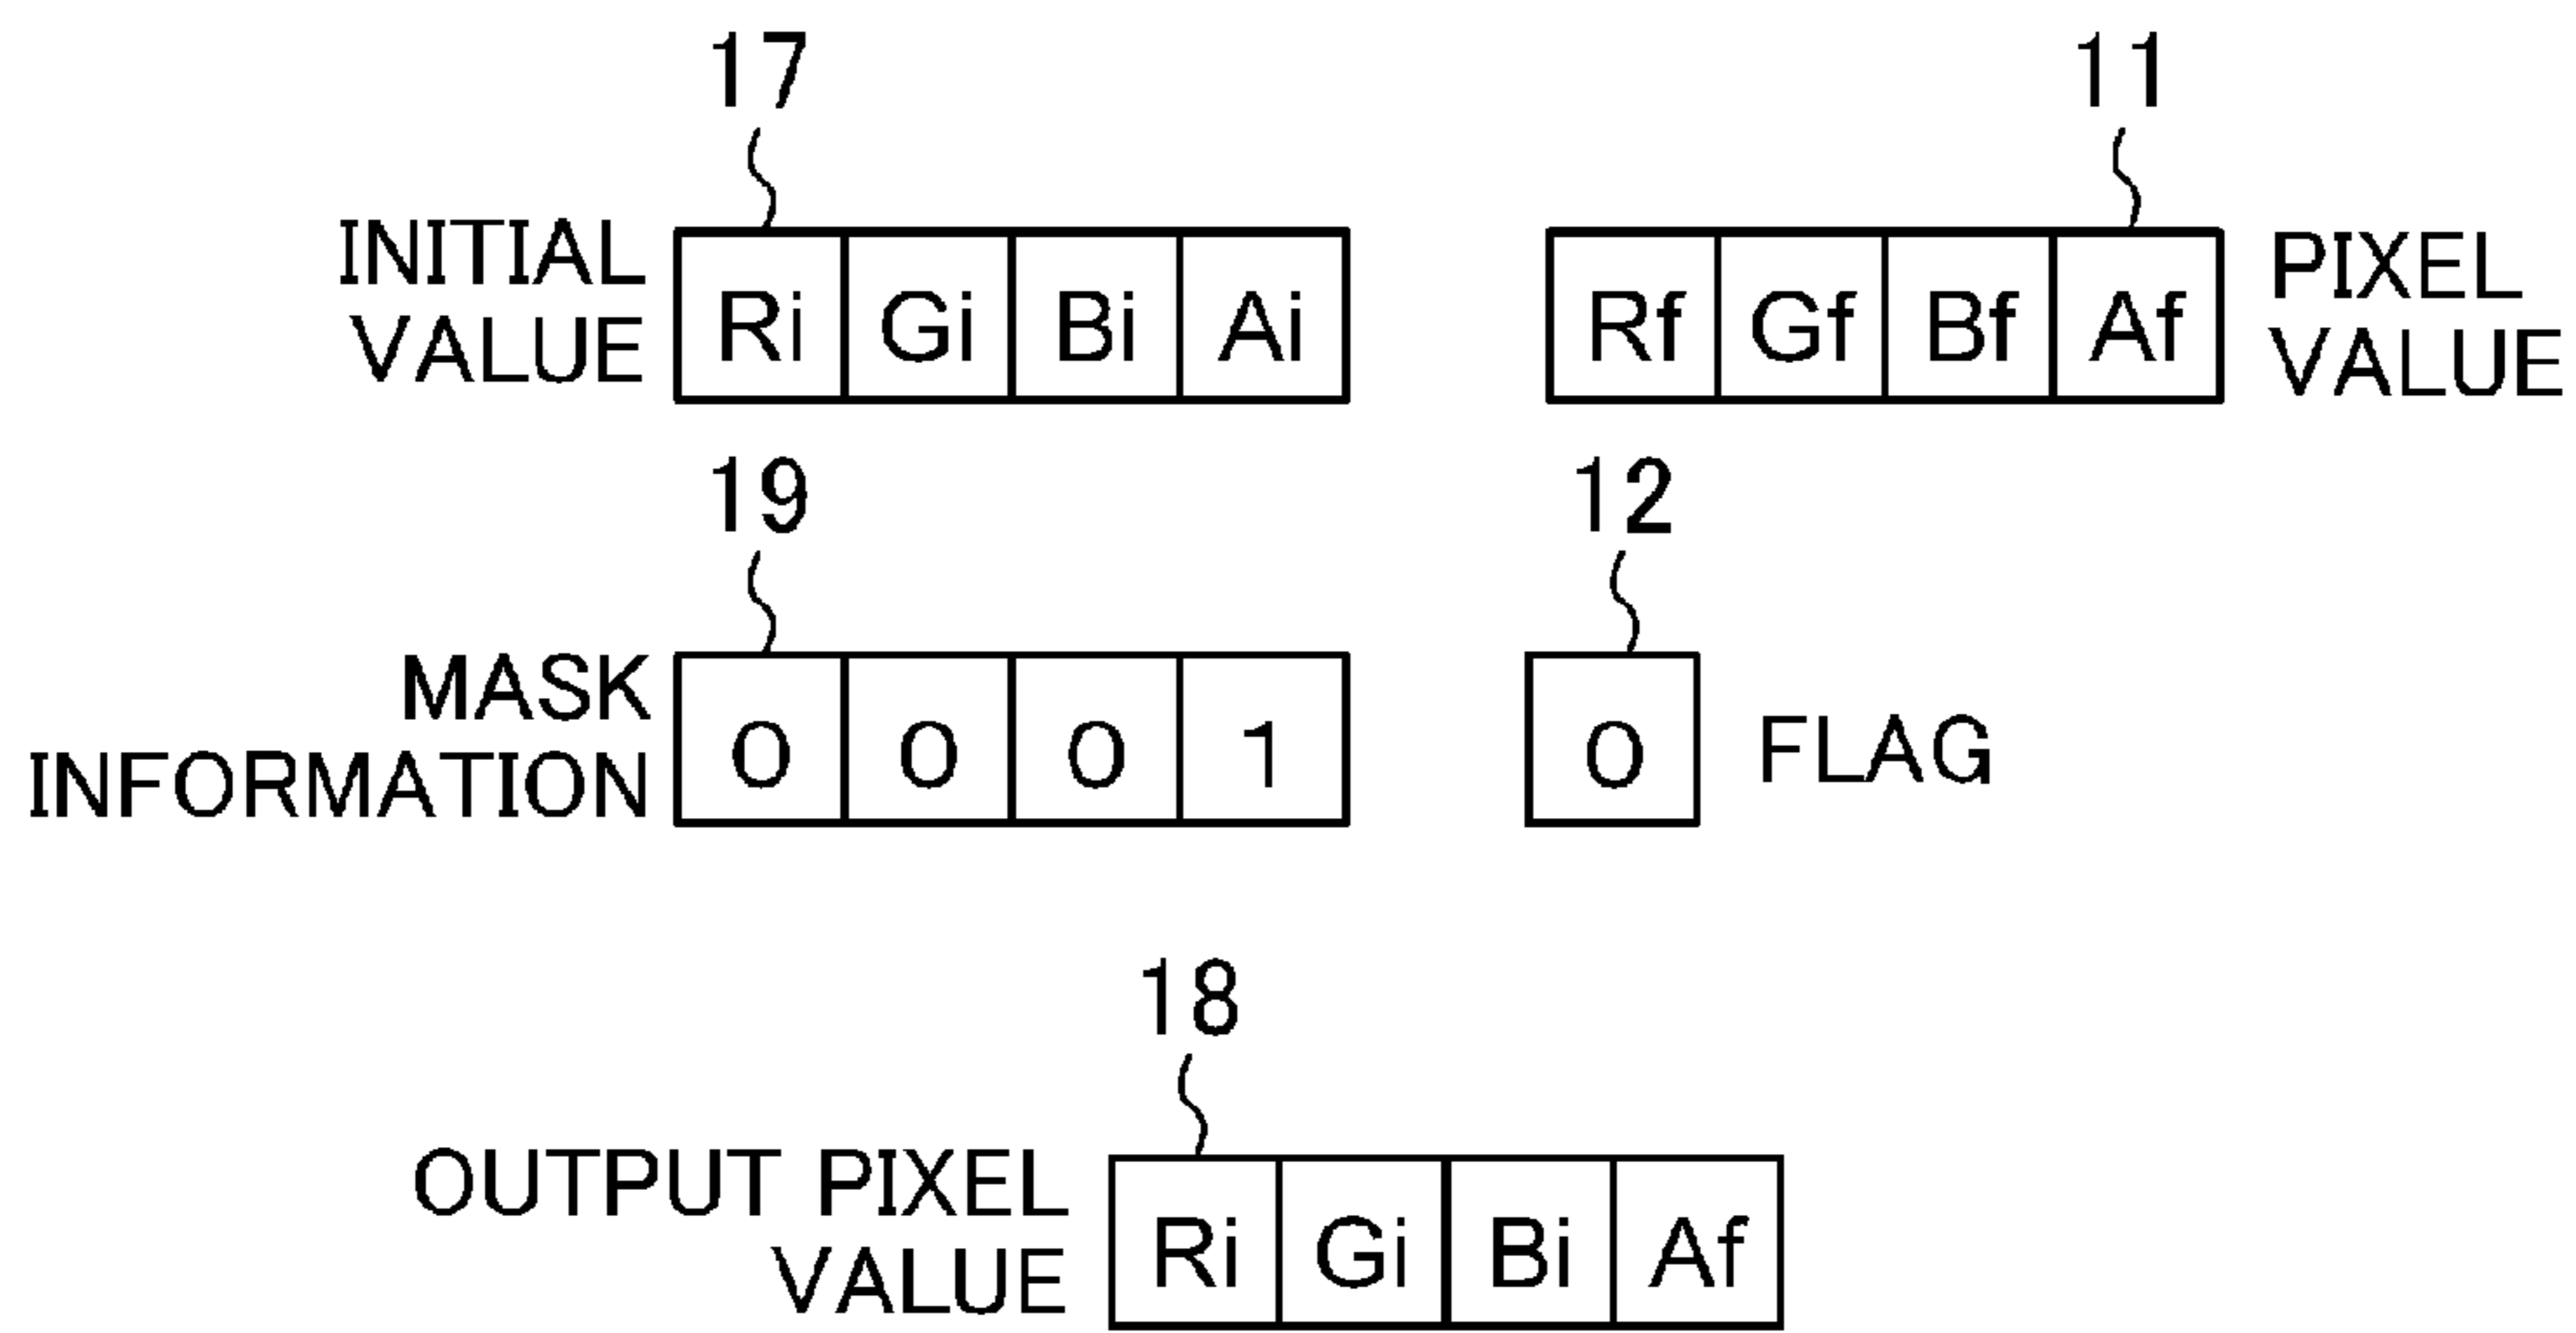 17
11
INITIAL
VALUE
Ri Gi Bi Ai
Rf Gf Bf Af
PIXEL
VALUE
19
12
MASK
INFORMATION
0 0 0 1
0
FLAG
18
OUTPUT PIXEL
VALUE
Ri Gi Bi Af